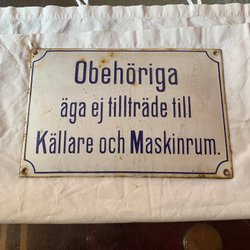 Obehöriga
äga ej tillträde till
Källare och Maskinrum.